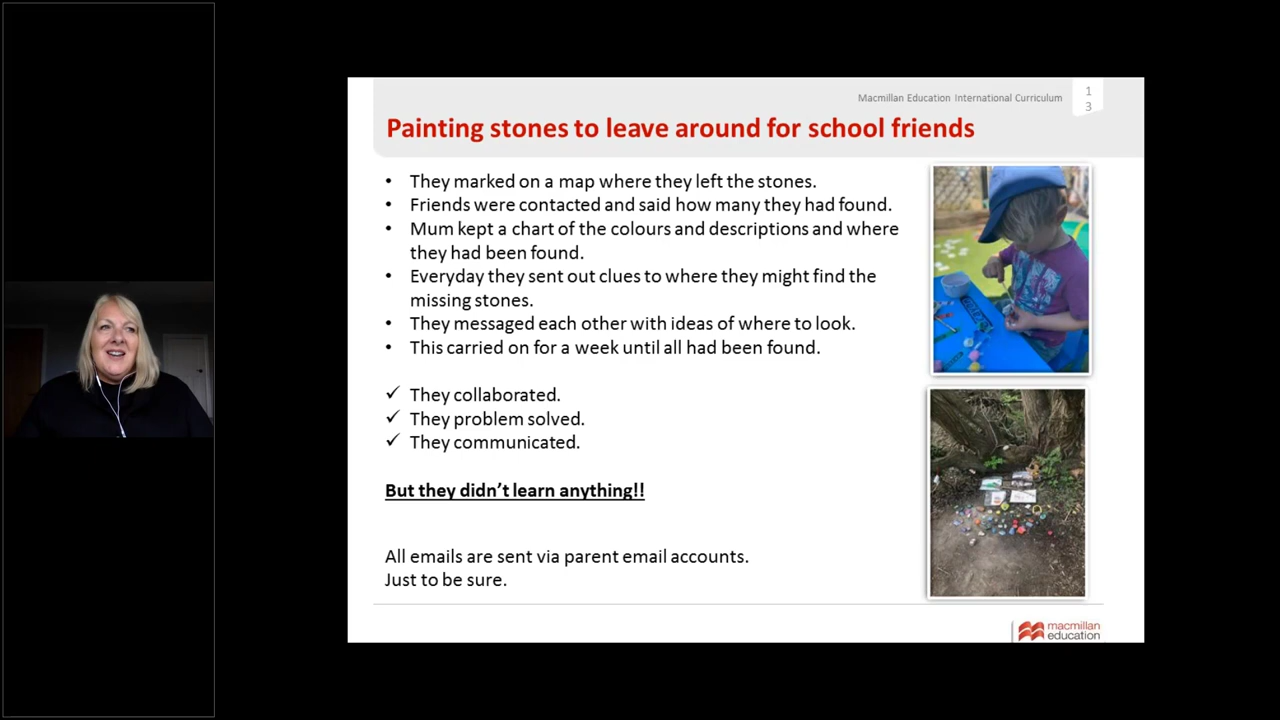 Macmillan Education International Curriculum
1
3
Painting stones to leave around for school friends
• They marked on a map where they left the stones.
• Friends were contacted and said how many they had found.
• Mum kept a chart of the colours and descriptions and where
they had been found.
• Everyday they sent out clues to where they might find the
missing stones.
• They messaged each other with ideas of where to look.
• This carried on for a week until all had been found.
✓ They collaborated.
✓ They problem solved.
✓ They communicated.
But they didn’t learn anything!!
All emails are sent via parent email accounts.
Just to be sure.
macmillan
education